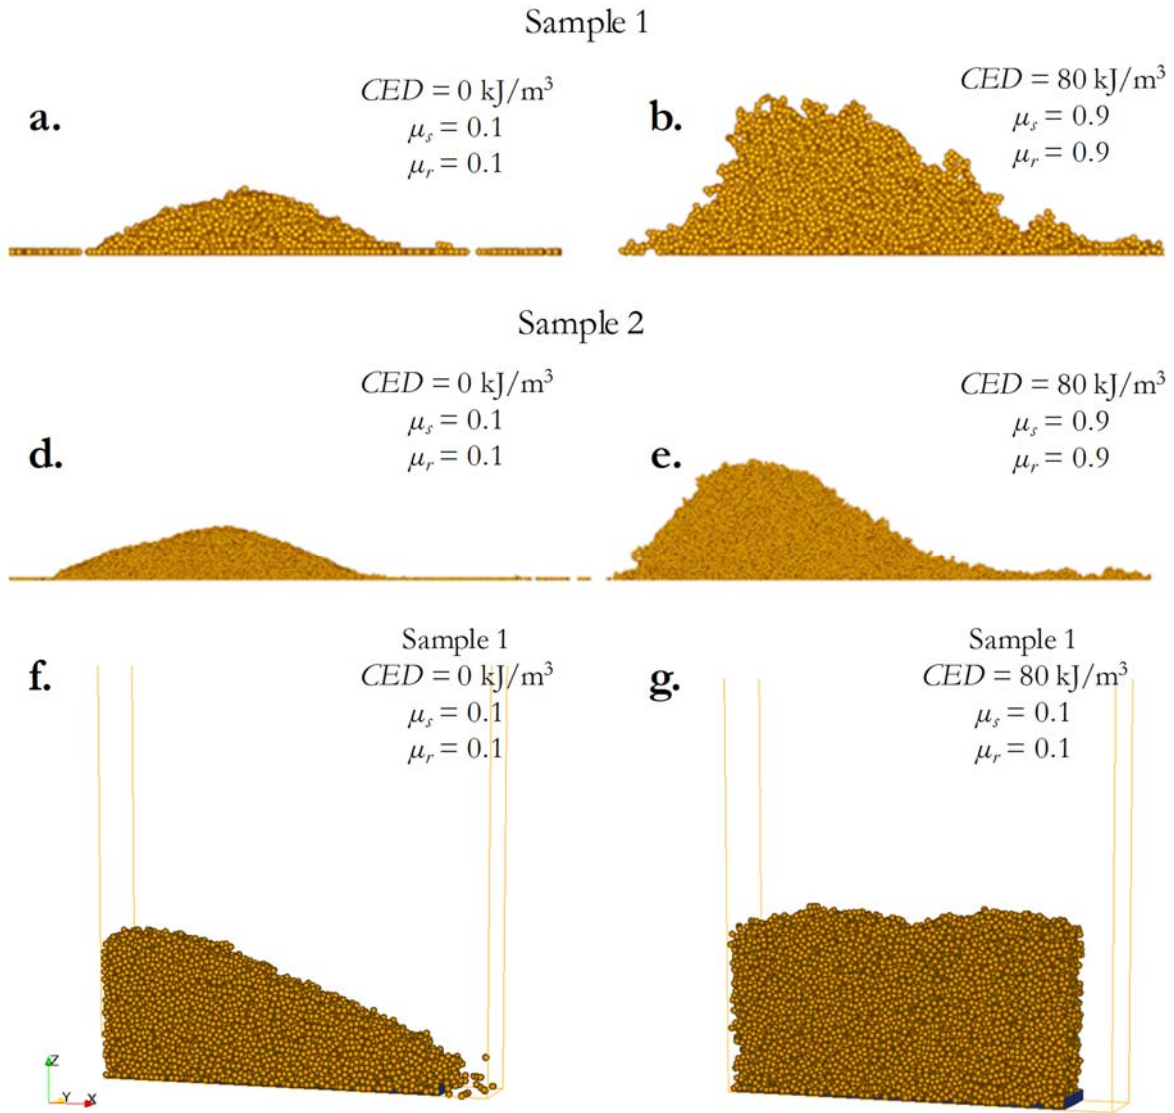 Sample 1
a.
CED = 0 kJ/m³
μₛ = 0.1
μᵣ = 0.1
b.
CED = 80 kJ/m³
μₛ = 0.9
μᵣ = 0.9
Sample 2
d.
CED = 0 kJ/m³
μₛ = 0.1
μᵣ = 0.1
e.
CED = 80 kJ/m³
μₛ = 0.9
μᵣ = 0.9
f.
Sample 1
CED = 0 kJ/m³
μₛ = 0.1
μᵣ = 0.1
g.
Sample 1
CED = 80 kJ/m³
μₛ = 0.1
μᵣ = 0.1
Z
Y
X